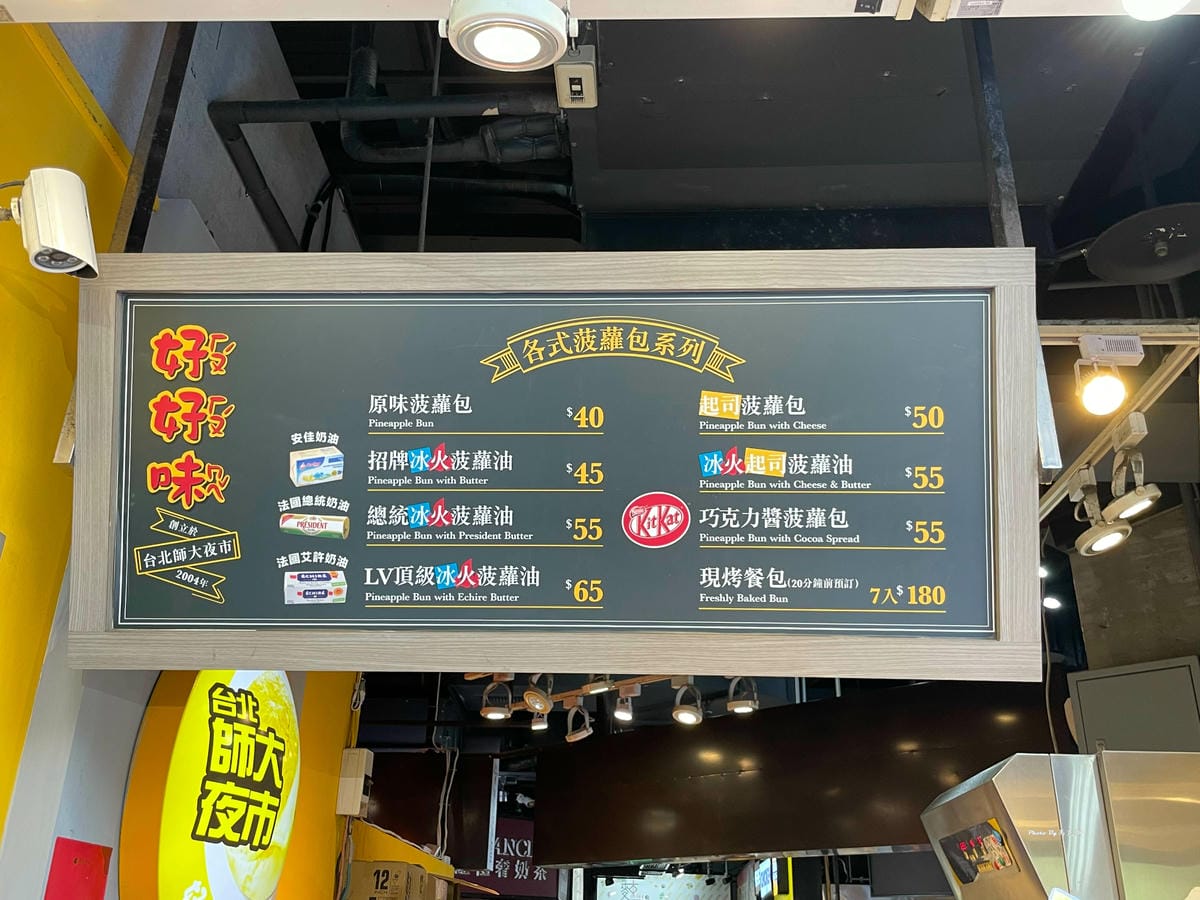 好好味
創立於
台北師大夜市
2004年
各式菠蘿包系列
原味菠蘿包
Pineapple Bun
$40
安佳奶油
招牌冰火菠蘿油
Pineapple Bun with Butter
$45
法國總統奶油
PRÉSIDENT
總統冰火菠蘿油
Pineapple Bun with President Butter
$55
法國艾許奶油
LV頂級冰火菠蘿油
Pineapple Bun with Echire Butter
$65
起司菠蘿包
Pineapple Bun with Cheese
$50
冰火起司菠蘿油
Pineapple Bun with Cheese & Butter
$55
KitKat
巧克力醬菠蘿包
Pineapple Bun with Cocoa Spread
$55
現烤餐包(20分鐘前預訂)
Freshly Baked Bun
7入$180
台北
師大
夜市
12